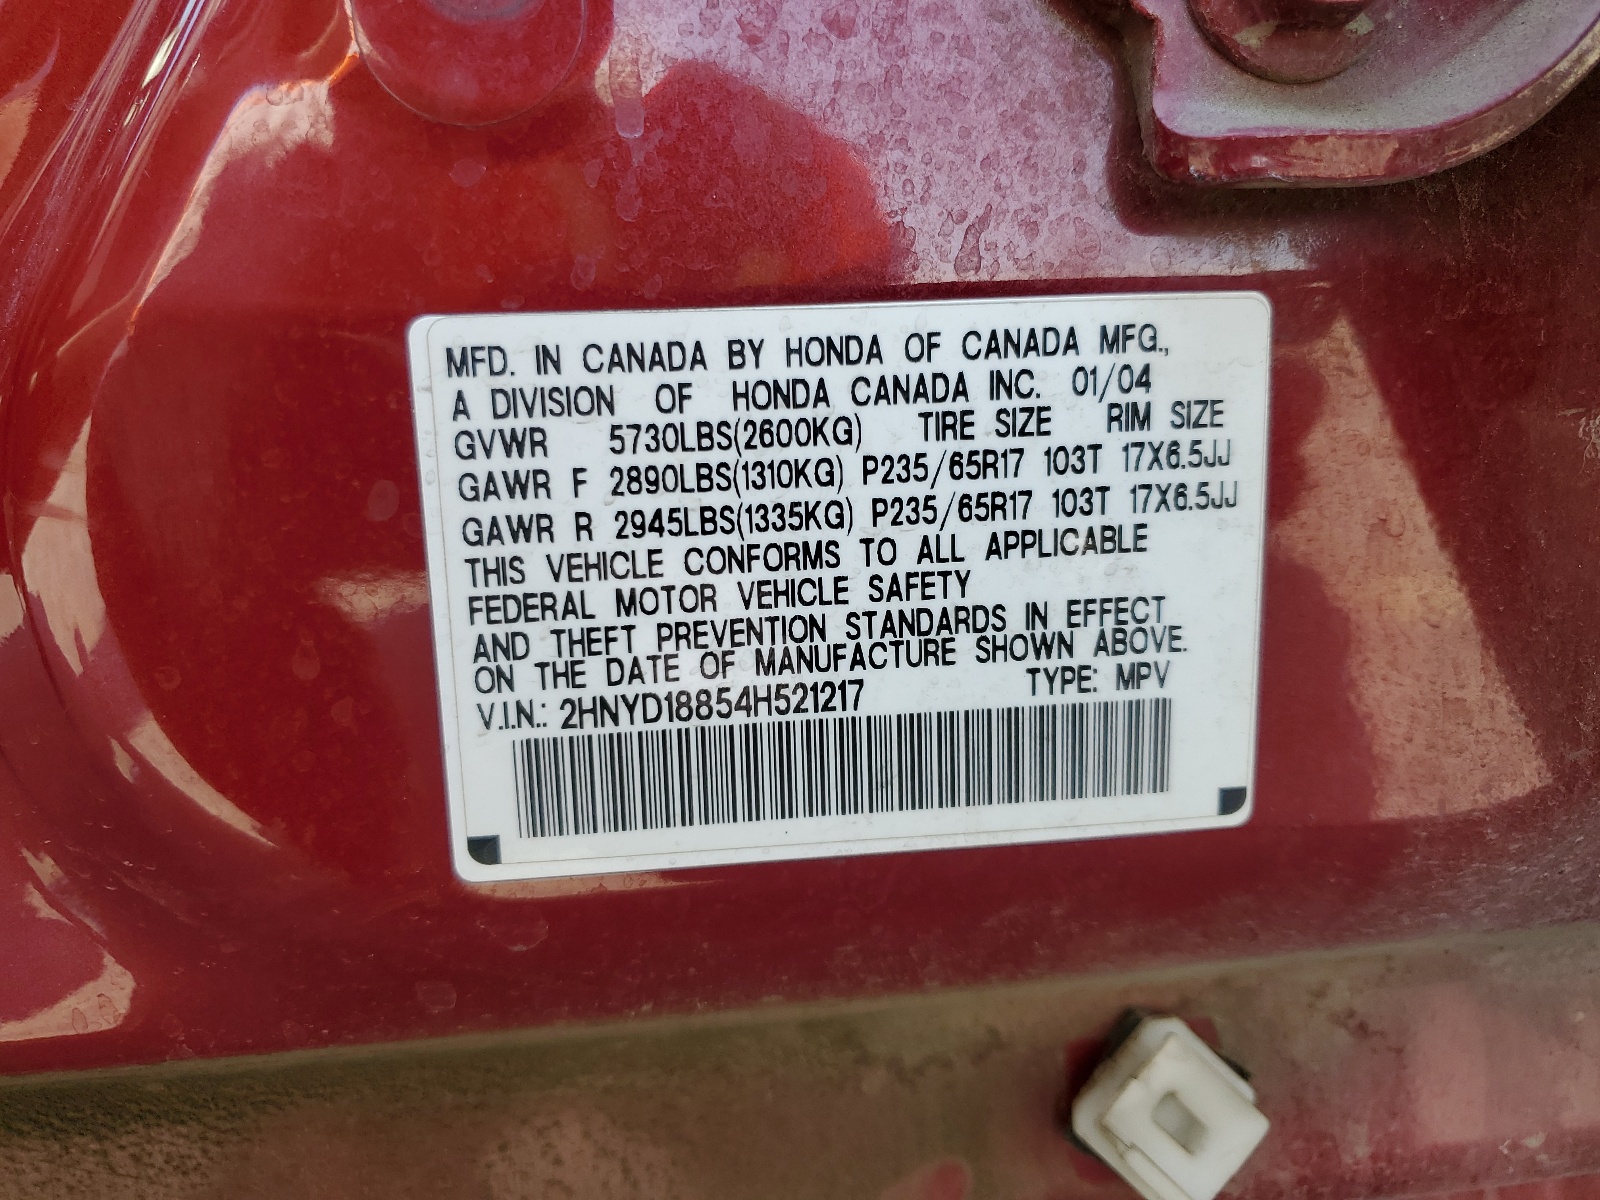 MFD. IN CANADA BY HONDA OF CANADA MFG.,
A DIVISION OF HONDA CANADA INC. 01/04
GVWR 5730LBS(2600KG) TIRE SIZE RIM SIZE
GAWR F 2890LBS(1310KG) P235/65R17 103T 17X6.5JJ
GAWR R 2945LBS(1335KG) P235/65R17 103T 17X6.5JJ
THIS VEHICLE CONFORMS TO ALL APPLICABLE
FEDERAL MOTOR VEHICLE SAFETY
AND THEFT PREVENTION STANDARDS IN EFFECT
ON THE DATE OF MANUFACTURE SHOWN ABOVE.
V.I.N.: 2HNYD18854H521217 TYPE: MPV